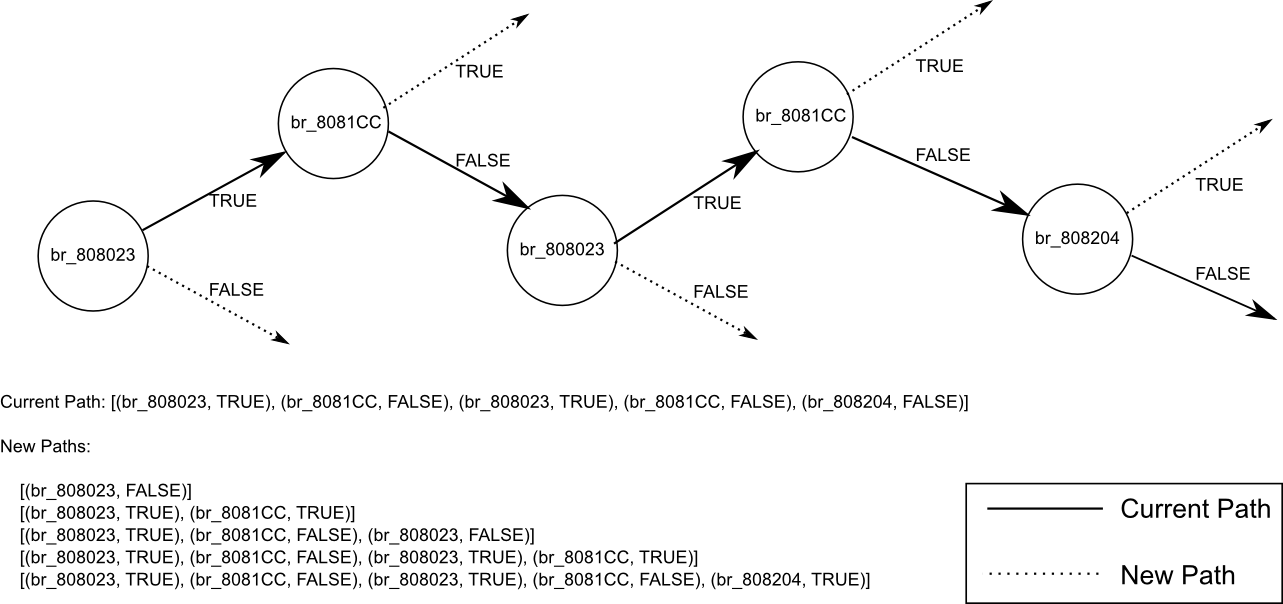 TRUE
TRUE
br_8081CC
br_8081CC
FALSE
FALSE
TRUE
TRUE
TRUE
br_808023
br_808023
br_808204
FALSE
FALSE
FALSE
Current Path: [(br_808023, TRUE), (br_8081CC, FALSE), (br_808023, TRUE), (br_8081CC, FALSE), (br_808204, FALSE)]
New Paths:
[(br_808023, FALSE)]
[(br_808023, TRUE), (br_8081CC, TRUE)]
[(br_808023, TRUE), (br_8081CC, FALSE), (br_808023, FALSE)]
[(br_808023, TRUE), (br_8081CC, FALSE), (br_808023, TRUE), (br_8081CC, TRUE)]
[(br_808023, TRUE), (br_8081CC, FALSE), (br_808023, TRUE), (br_8081CC, FALSE), (br_808204, TRUE)]
Current Path
New Path